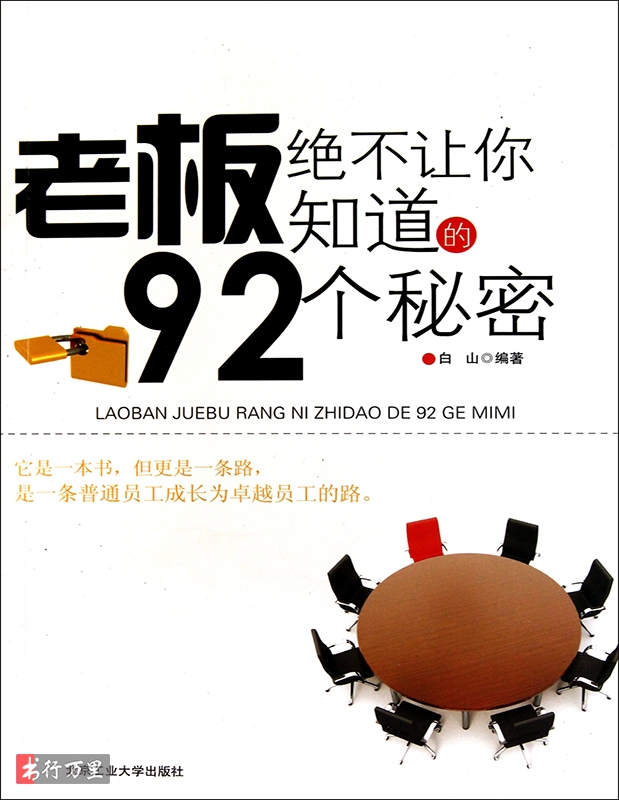 老板绝不让你
知道的
92个秘密
白 山◎编著
LAOBAN JUEBU RANG NI ZHIDAO DE 92 GE MIMI
它是一本书，但更是一条路，
是一条普通员工成长为卓越员工的路。
书行万里
北京工业大学出版社